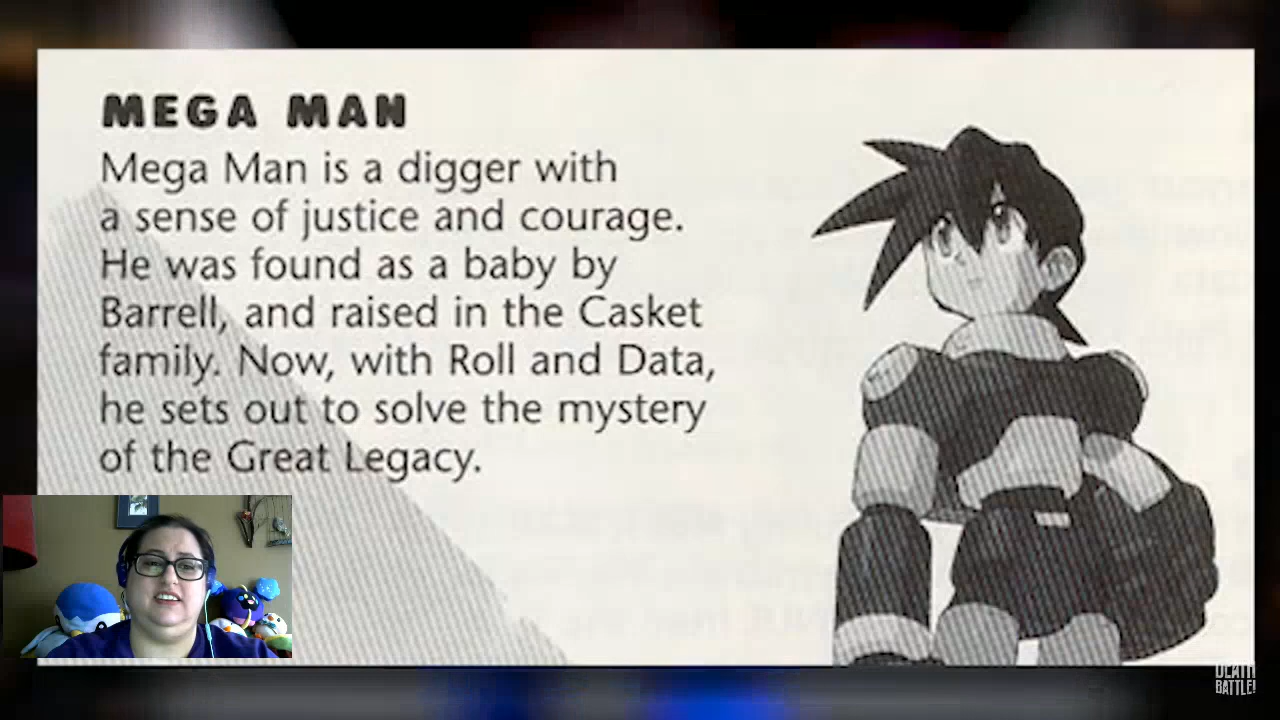 MEGA MAN
Mega Man is a digger with
a sense of justice and courage.
He was found as a baby by
Barrell, and raised in the Casket
family. Now, with Roll and Data,
he sets out to solve the mystery
of the Great Legacy.
DEATH
BATTLE!